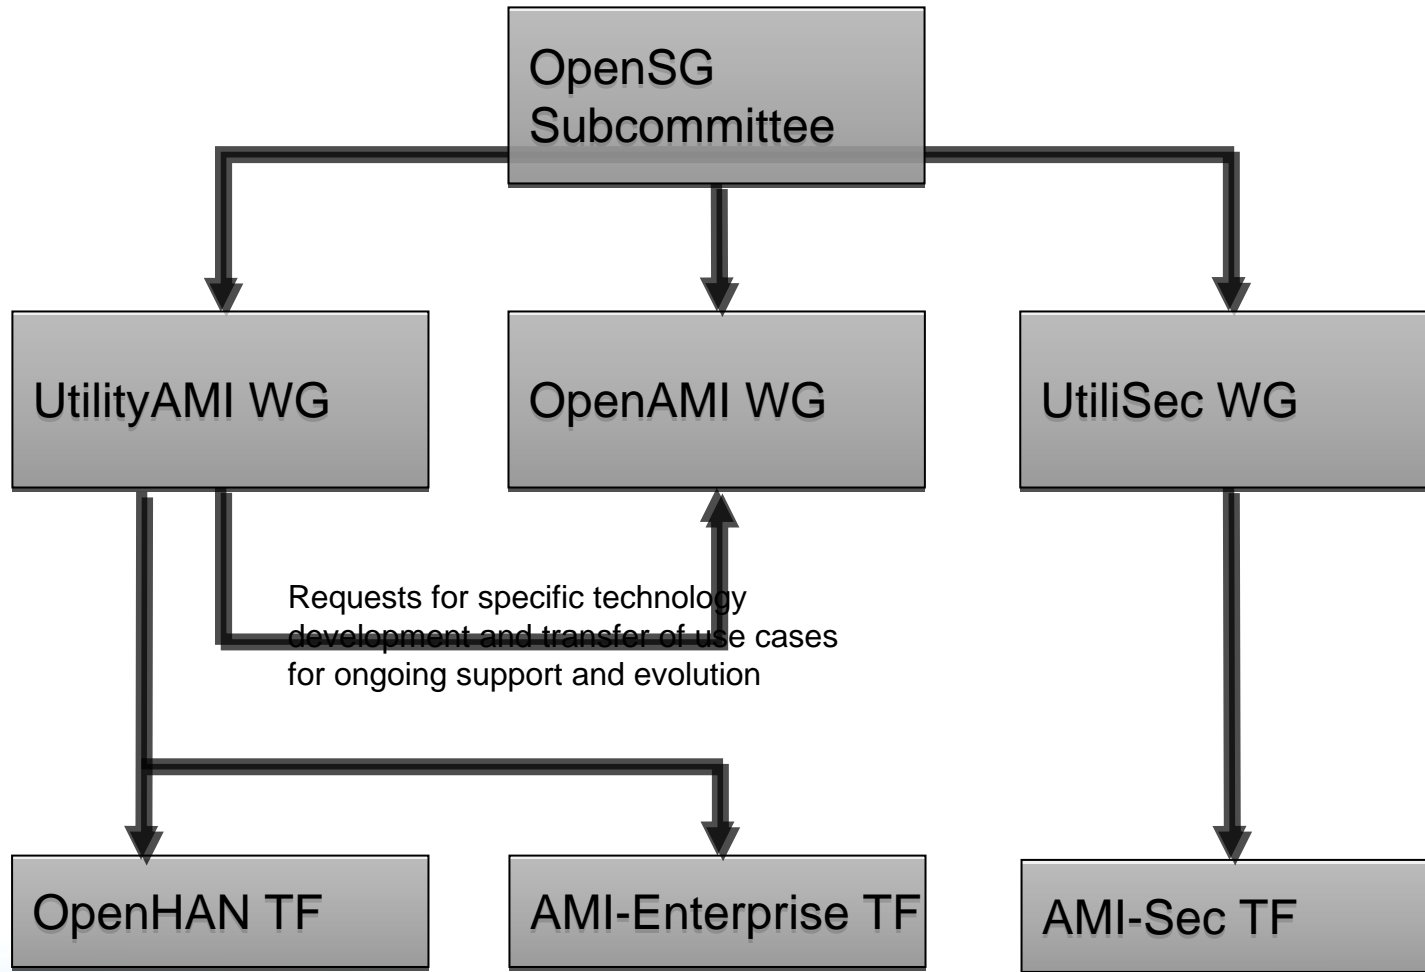 OpenSG
Subcommittee
UtilityAMI WG
OpenAMI WG
UtiliSec WG
Requests for specific technology
development and transfer of use cases
for ongoing support and evolution
OpenHAN TF
AMI-Enterprise TF
AMI-Sec TF